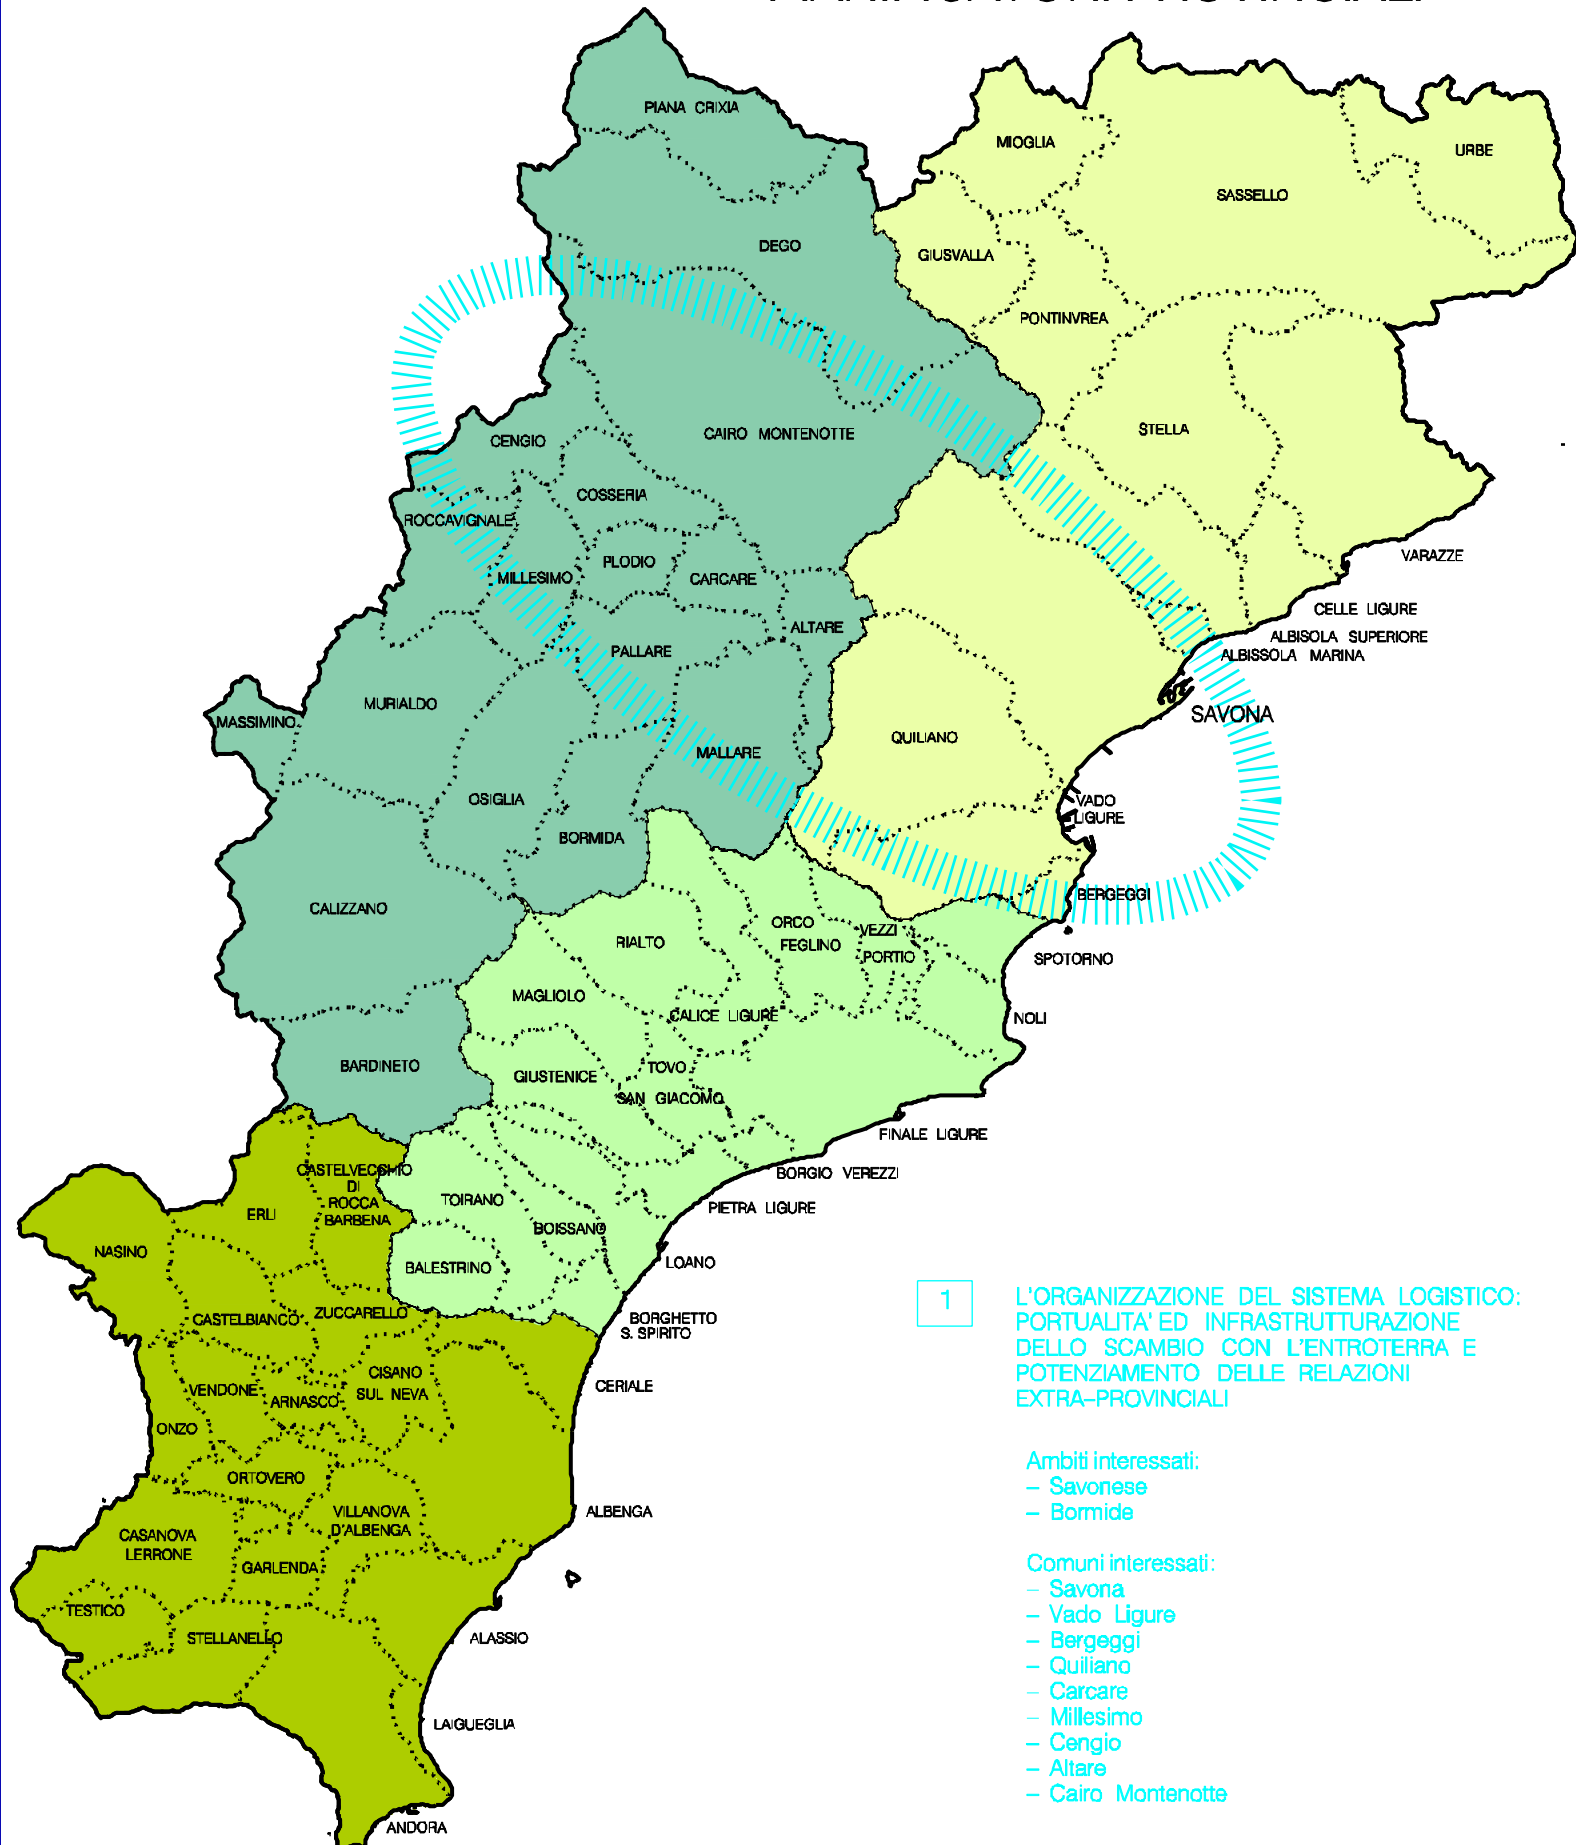 PIANA CRIXIA
MIOGLIA
URBE
SASSELLO
DEGO
GIUSVALLA
PONTINVREA
CAIRO MONTENOTTE
STELLA
CENGIO
COSSERIA
ROCCAVIGNALE
VARAZZE
PLODIO
MILLESIMO
CARCARE
CELLE LIGURE
ALTARE
ALBISOLA SUPERIORE
PALLARE
ALBISSOLA MARINA
MURIALDO
SAVONA
MASSIMINO
QUILIANO
MALLARE
OSIGLIA
VADO
LIGURE
BORMIDA
BERGEGGI
CALIZZANO
ORCO
FEGLINO
VEZZI
PORTIO
RIALTO
SPOTORNO
MAGLIOLO
CALICE LIGURE
NOLI
BARDINETO
GIUSTENICE
TOVO
SAN GIACOMO
FINALE LIGURE
CASTELVECCHIO
DI
ROCCA
BARBENA
BORGIO VEREZZI
TOIRANO
PIETRA LIGURE
ERLI
BOISSANO
NASINO
LOANO
BALESTRINO
ZUCCARELLO
CASTELBIANCO
BORGHETTO
S. SPIRITO
CISANO
SUL NEVA
CERIALE
VENDONE
ARNASCO
ONZO
ORTOVERO
VILLANOVA
D'ALBENGA
ALBENGA
CASANOVA
LERRONE
GARLENDA
TESTICO
STELLANELLO
ALASSIO
LAIGUEGLIA
ANDORA
1
L'ORGANIZZAZIONE DEL SISTEMA LOGISTICO:
PORTUALITA' ED INFRASTRUTTURAZIONE
DELLO SCAMBIO CON L'ENTROTERRA E
POTENZIAMENTO DELLE RELAZIONI
EXTRA-PROVINCIALI
Ambiti interessati:
- Savonese
- Bormide
Comuni interessati:
- Savona
- Vado Ligure
- Bergeggi
- Quiliano
- Carcare
- Millesimo
- Cengio
- Altare
- Cairo Montenotte